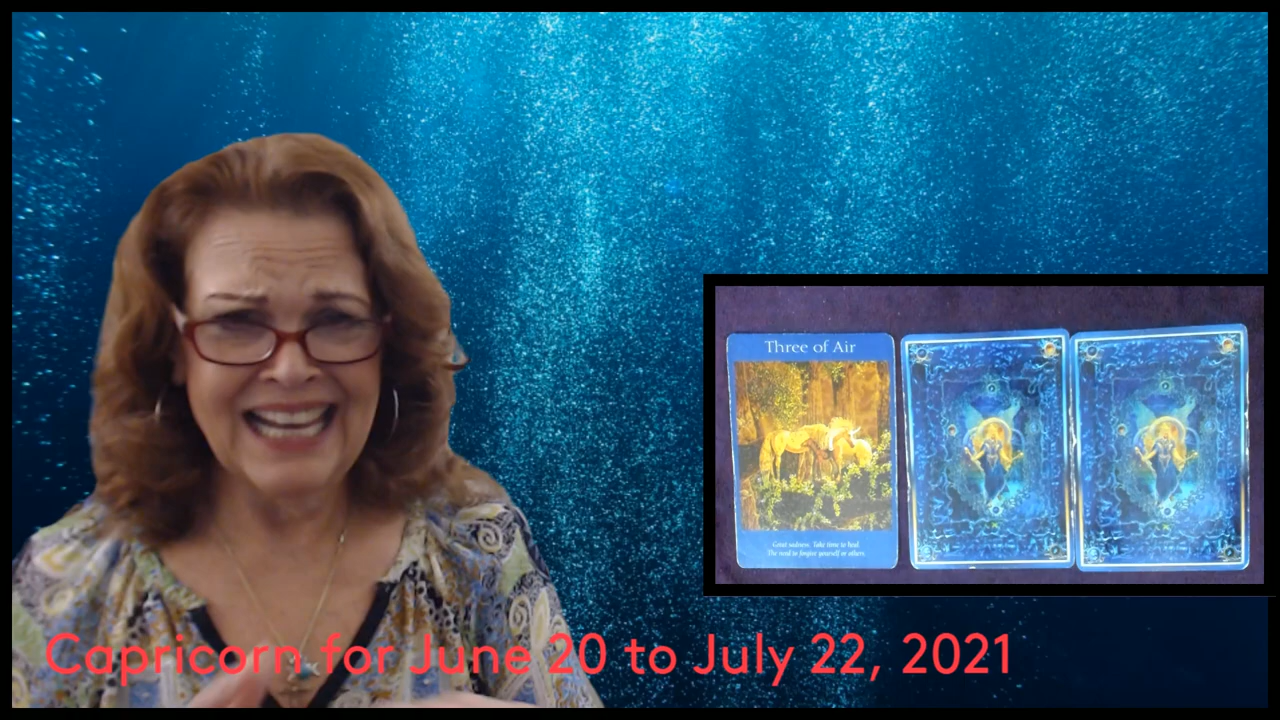 Three of Air
Great sadness. Take time to heal.
The need to forgive yourself or others.
Capricorn for June 20 to July 22, 2021